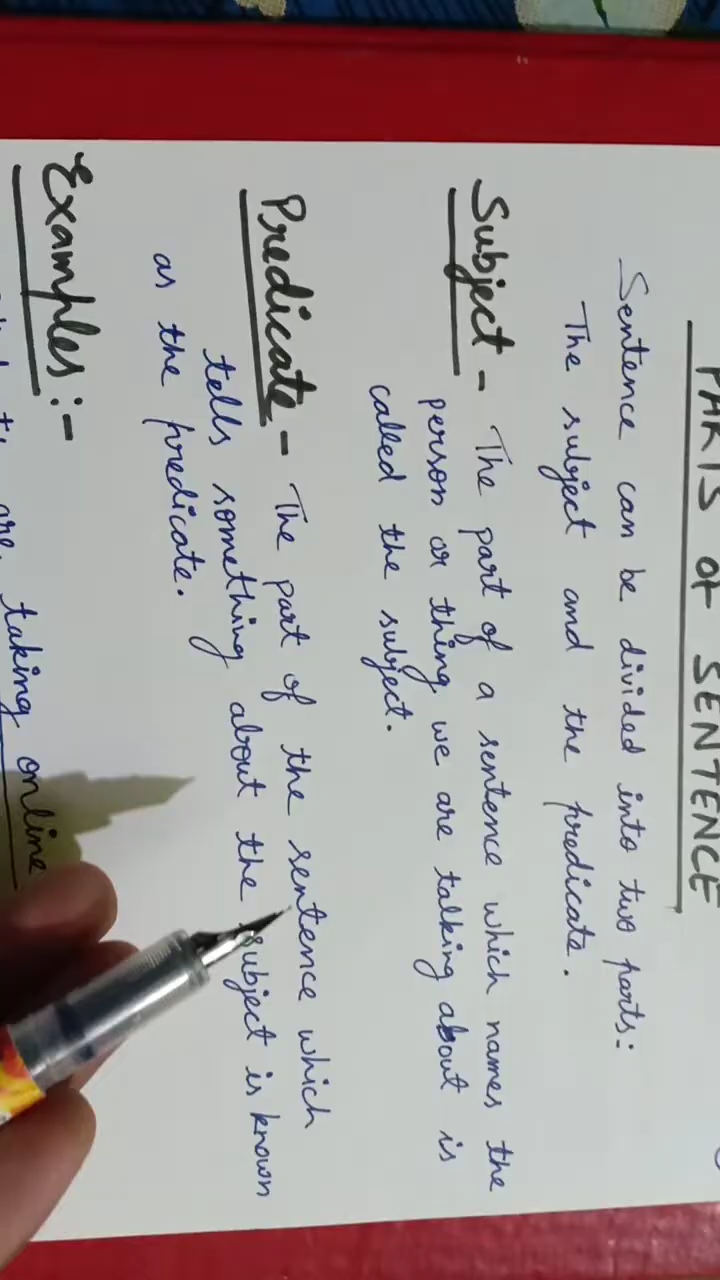 PARTS OF SENTENCE
Sentence can be divided into two parts:
The subject and the predicate.
Subject - The part of a sentence which names the
person or thing we are talking about is
called the subject.
Predicate - The part of the sentence which
tells something about the subject is known
as the predicate.
Examples :-
are taking online